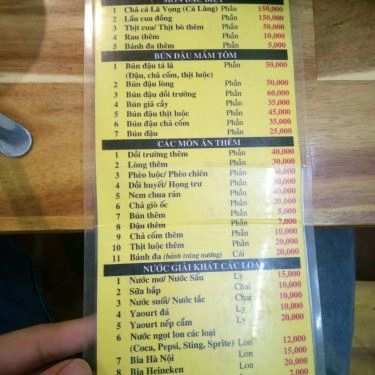 MÓN ĐẶC BIỆT
1 Chả cá Lã Vọng (Cá Lăng) Phần 150,000
2 Lẩu cua đồng Phần 150,000
3 Thịt cua/ Thịt bò thêm Phần 50,000
4 Rau thêm Phần 10,000
5 Bánh đa thêm Phần 5,000
BÚN ĐẬU MẮM TÔM
1 Bún đậu tá lả Phần 50,000
(Đậu, chả cốm, thịt luộc)
2 Bún đậu lòng Phần 50,000
3 Bún đậu dồi trường Phần 60,000
4 Bún giả cầy Phần 35,000
5 Bún đậu thịt luộc Phần 45,000
6 Bún đậu chả cốm Phần 35,000
7 Bún đậu Phần 25,000
CÁC MÓN ĂN THÊM
1 Dồi trường thêm Phần 40,000
2 Lòng thêm Phần 30,000
3 Phèo luộc/ Phèo chiên Phần 30,000
4 Dồi huyết/ Họng trư Phần 30,000
5 Nem chua rán Phần 40,000
6 Chả giò ốc Phần 20,000
7 Bún thêm Phần 5,000
8 Đậu thêm Phần 7,000
9 Chả cốm thêm Phần 10,000
10 Thịt luộc thêm Phần 20,000
11 Bánh đa (bánh tráng nướng) Cái 20,000
NƯỚC GIẢI KHÁT CÁC LOẠI
1 Nước mơ/ Nước Sấu Ly 15,000
2 Sữa bắp Chai 10,000
3 Nước suối/ Nước tắc Chai 10,000
4 Yaourt đá Ly 10,000
5 Yaourt nếp cẩm Ly 20,000
6 Nước ngọt lon các loại Lon 12,000
(Coca, Pepsi, Sting, Sprite)
7 Bia Hà Nội Lon 15,000
8 Bia Heineken Lon 20,000
2,000